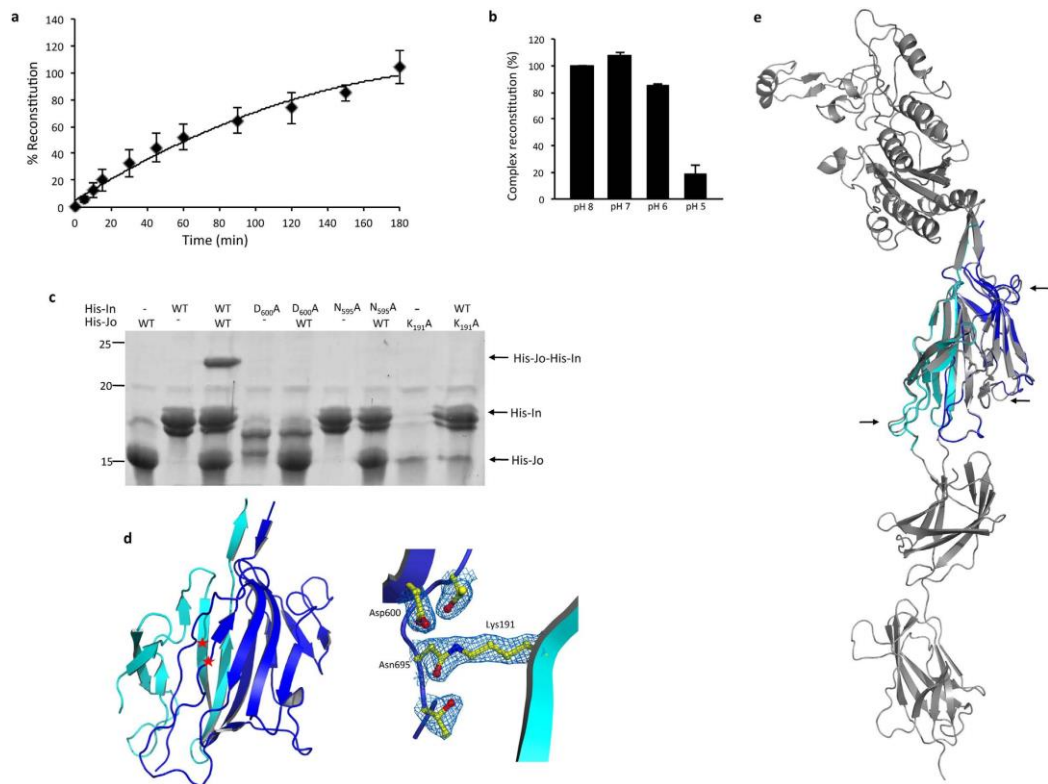 a
140
120
100
80
60
40
20
0
% Reconstitution
0 20 40 60 80 100 120 140 160 180
Time (min)
b
120
100
80
60
40
20
0
Complex reconstitution (%)
pH 8 pH 7 pH 6 pH 5
c
His-In - WT WT D600A D600A N595A N595A - WT
His-Jo WT - WT - WT - WT K191A K191A
25
20
15
His-Jo-His-In
His-In
His-Jo
d
Asp600
Lys191
Asn695
e